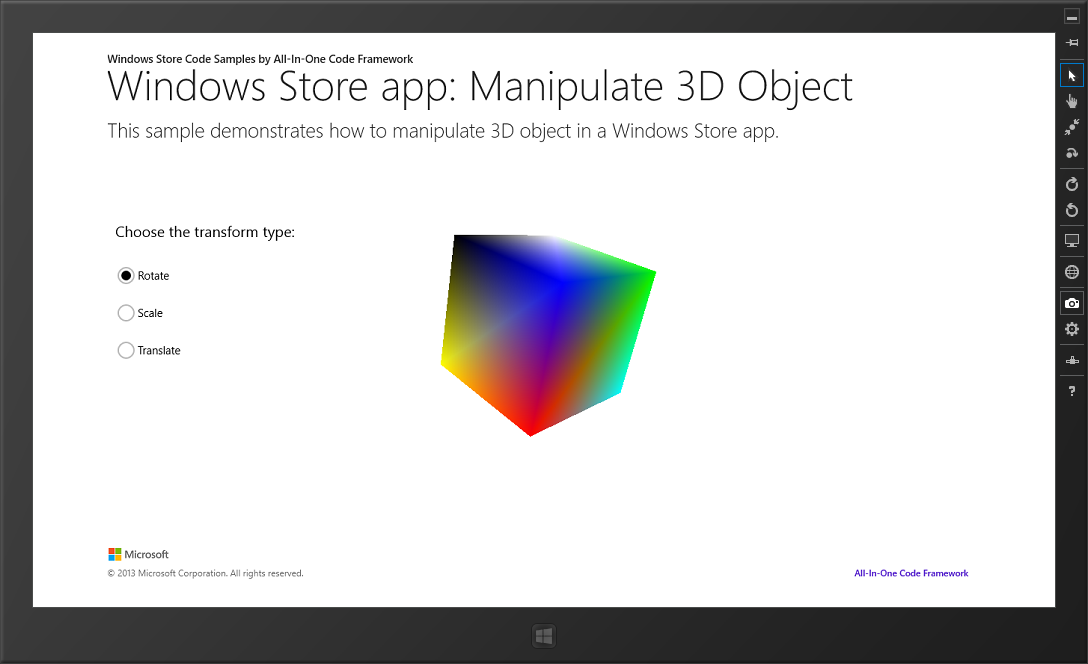 Windows Store Code Samples by All-In-One Code Framework
Windows Store app: Manipulate 3D Object
This sample demonstrates how to manipulate 3D object in a Windows Store app.
Choose the transform type:
Rotate
Scale
Translate
Microsoft
© 2013 Microsoft Corporation. All rights reserved.
All-In-One Code Framework
?